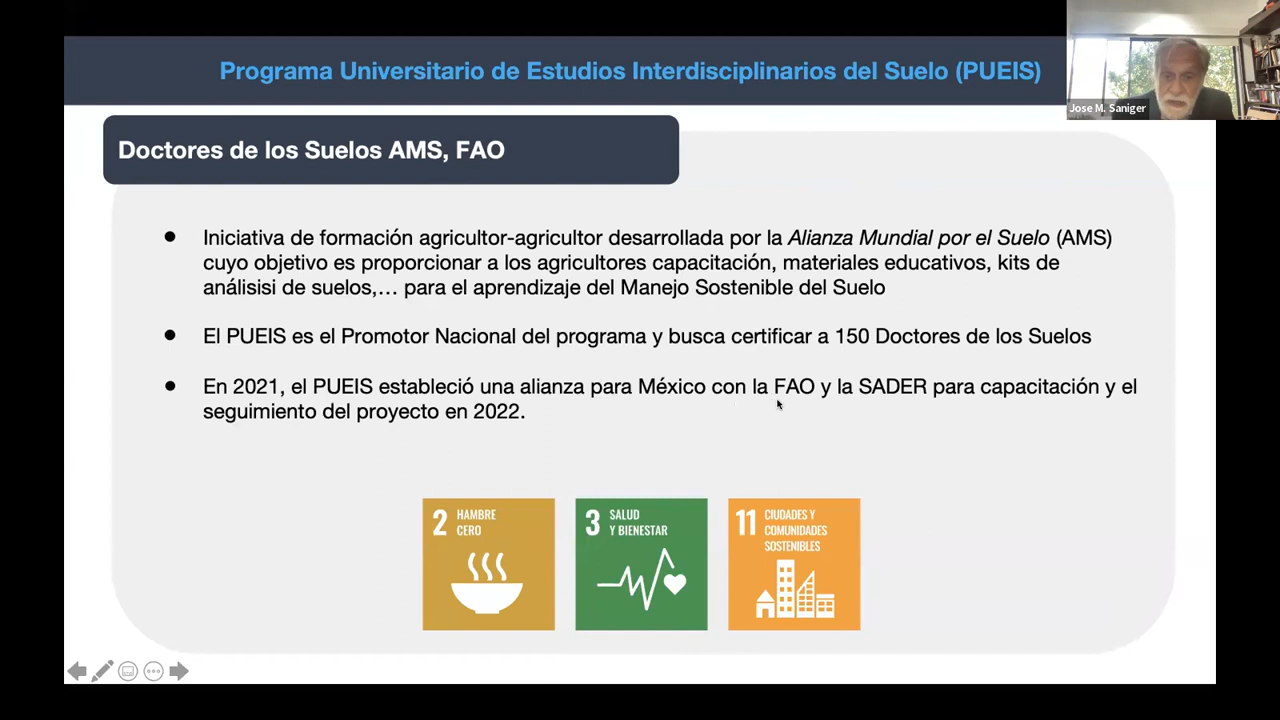 Programa Universitario de Estudios Interdisciplinarios del Suelo (PUEIS)
Jose M. Saniger
Doctores de los Suelos AMS, FAO
Iniciativa de formación agricultor-agricultor desarrollada por la Alianza Mundial por el Suelo (AMS)
cuyo objetivo es proporcionar a los agricultores capacitación, materiales educativos, kits de
análisisi de suelos,... para el aprendizaje del Manejo Sostenible del Suelo
El PUEIS es el Promotor Nacional del programa y busca certificar a 150 Doctores de los Suelos
En 2021, el PUEIS estableció una alianza para México con la FAO y la SADER para capacitación y el
seguimiento del proyecto en 2022.
2 HAMBRE
CERO
3 SALUD
Y BIENESTAR
11 CIUDADES Y
COMUNIDADES
SOSTENIBLES